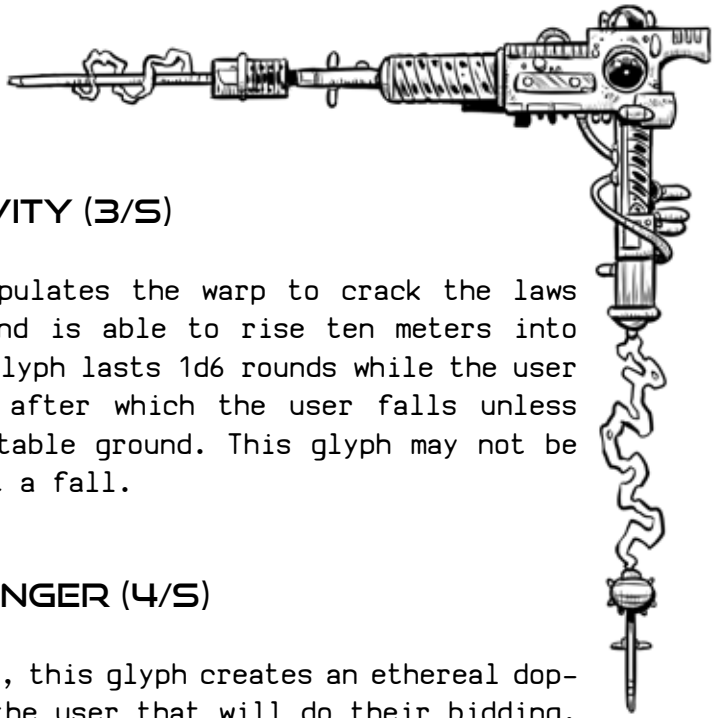 VITY (3/S)
pulates the warp to crack the laws
nd is able to rise ten meters into
lyph lasts 1d6 rounds while the user
after which the user falls unless
table ground. This glyph may not be
a fall.
NGER (4/S)
, this glyph creates an ethereal dop-
the user that will do their bidding.